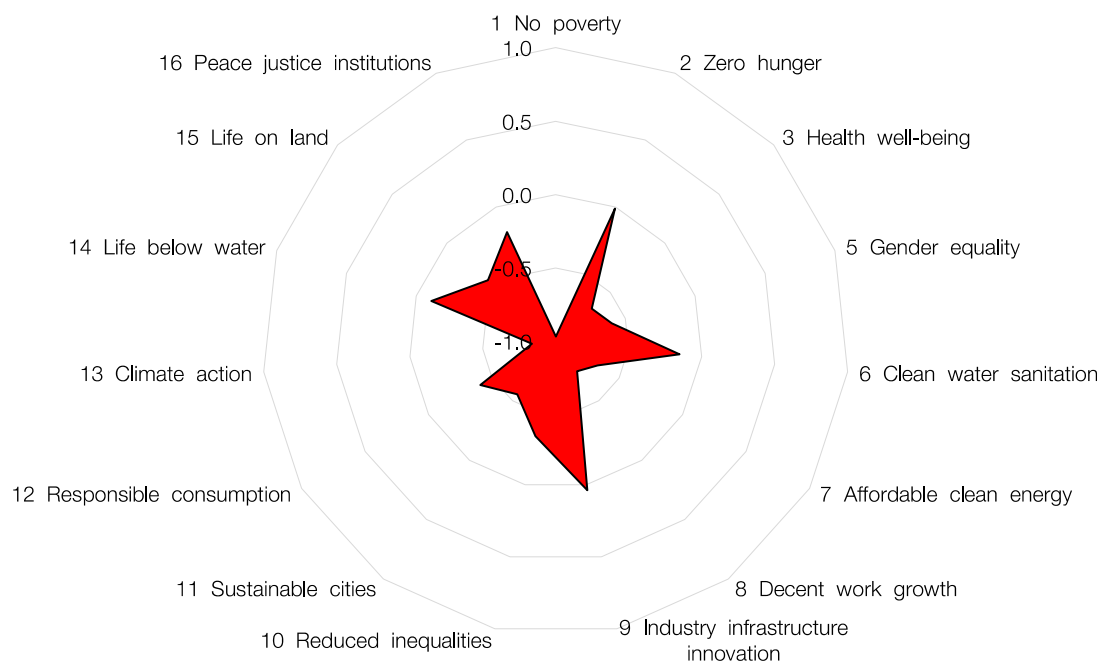 1 No poverty
1.0
16 Peace justice institutions
2 Zero hunger
0.5
15 Life on land
3 Health well-being
0.0
14 Life below water
5 Gender equality
-0.5
-1.0
13 Climate action
6 Clean water sanitation
12 Responsible consumption
7 Affordable clean energy
11 Sustainable cities
8 Decent work growth
10 Reduced inequalities
9 Industry infrastructure
innovation